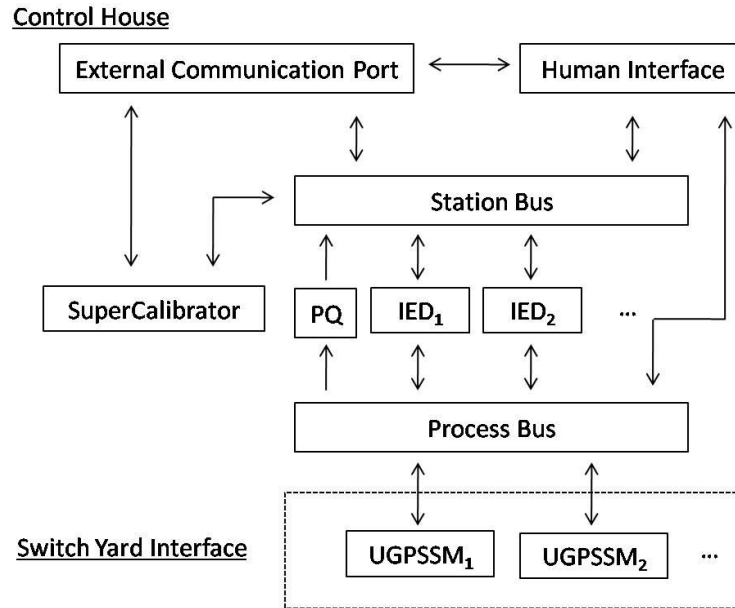 Control House
External Communication Port
Human Interface
Station Bus
SuperCalibrator
PQ
IED₁
IED₂
...
Process Bus
Switch Yard Interface
UGPSSM₁
UGPSSM₂
...